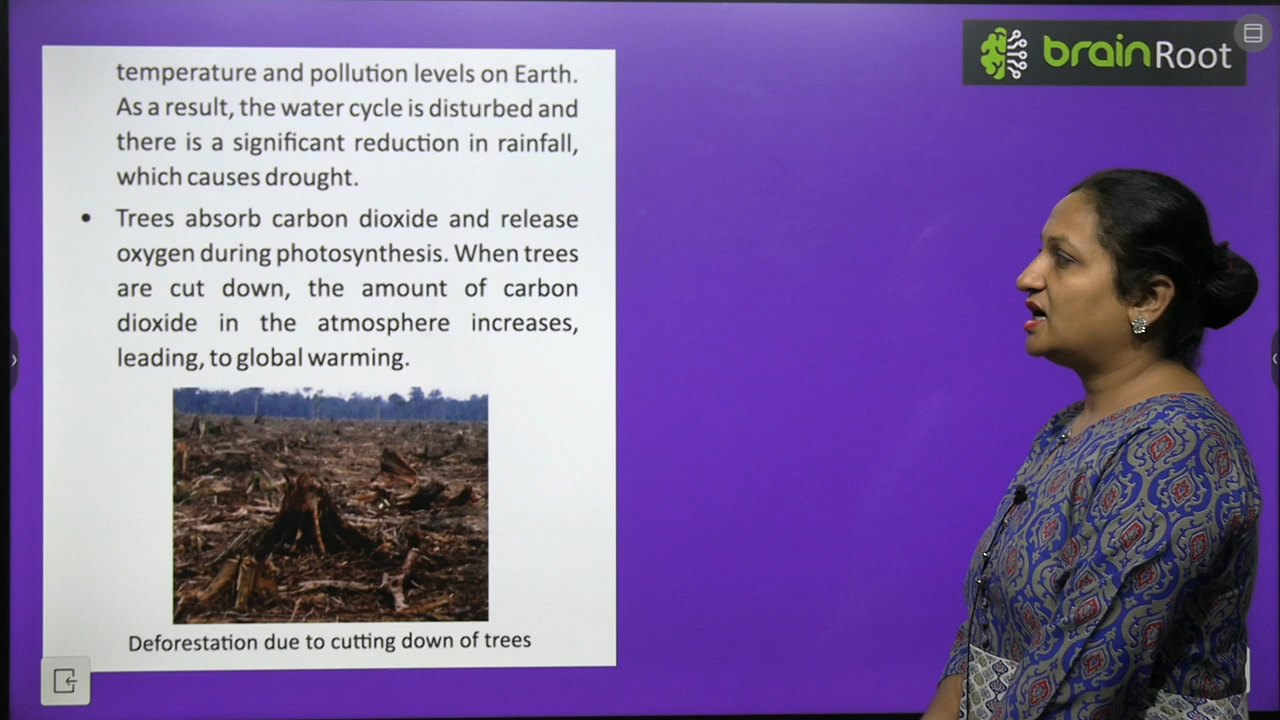 brainRoot
temperature and pollution levels on Earth.
As a result, the water cycle is disturbed and
there is a significant reduction in rainfall,
which causes drought.
• Trees absorb carbon dioxide and release
oxygen during photosynthesis. When trees
are cut down, the amount of carbon
dioxide in the atmosphere increases,
leading, to global warming.
Deforestation due to cutting down of trees